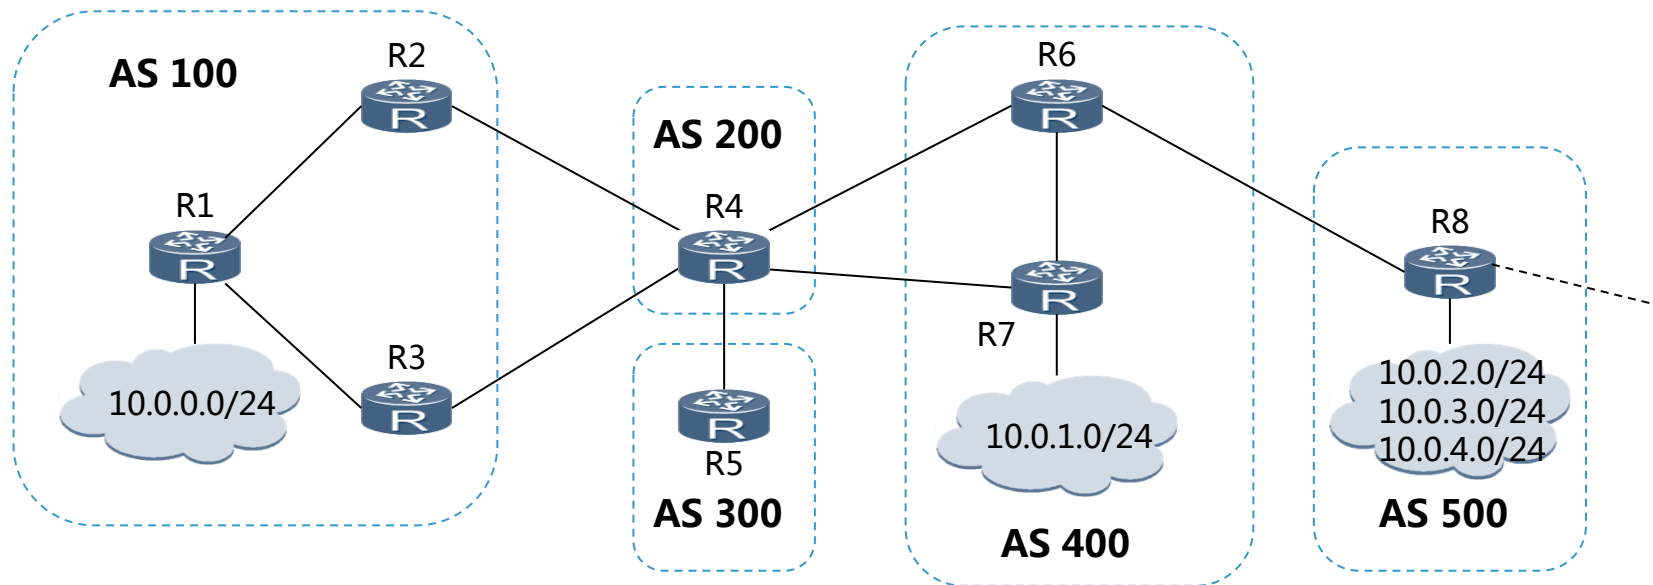 AS 100
R2
R1
R
R
10.0.0.0/24
R3
R
AS 200
R4
R
R
R5
AS 300
R6
R
R
R7
10.0.1.0/24
AS 400
R8
R
10.0.2.0/24
10.0.3.0/24
10.0.4.0/24
AS 500